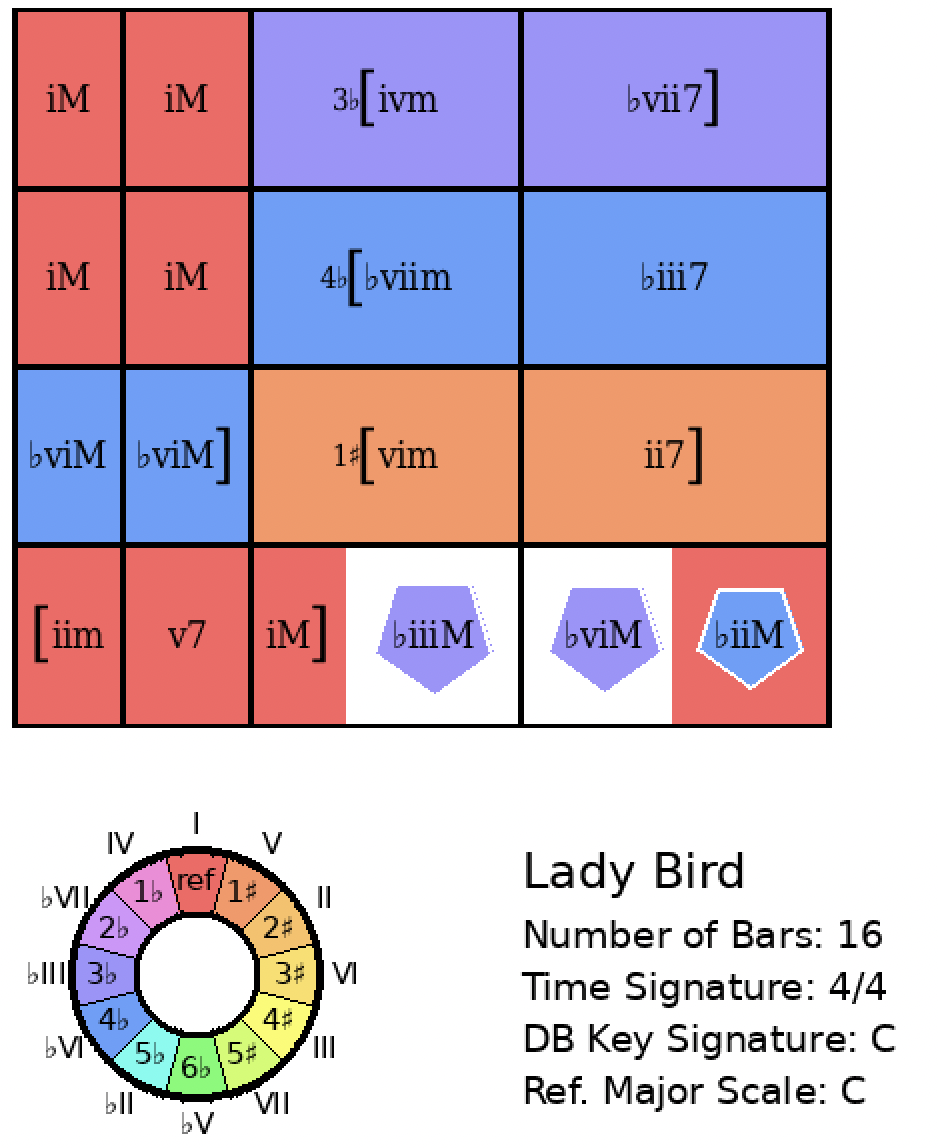 iM iM 3♭[ivm ♭vii7]
iM iM 4♭[♭viim ♭iii7
♭viM ♭viM] 1♯[vim ii7]
[iim v7 iM] ♭iiiM ♭viM ♭iiM
I
IV V
♭VII II
♭III VI
♭VI III
♭II VII
♭V
ref
1♭ 1♯
2♭ 2♯
3♭ 3♯
4♭ 4♯
5♭ 5♯
6♭
Lady Bird
Number of Bars: 16
Time Signature: 4/4
DB Key Signature: C
Ref. Major Scale: C